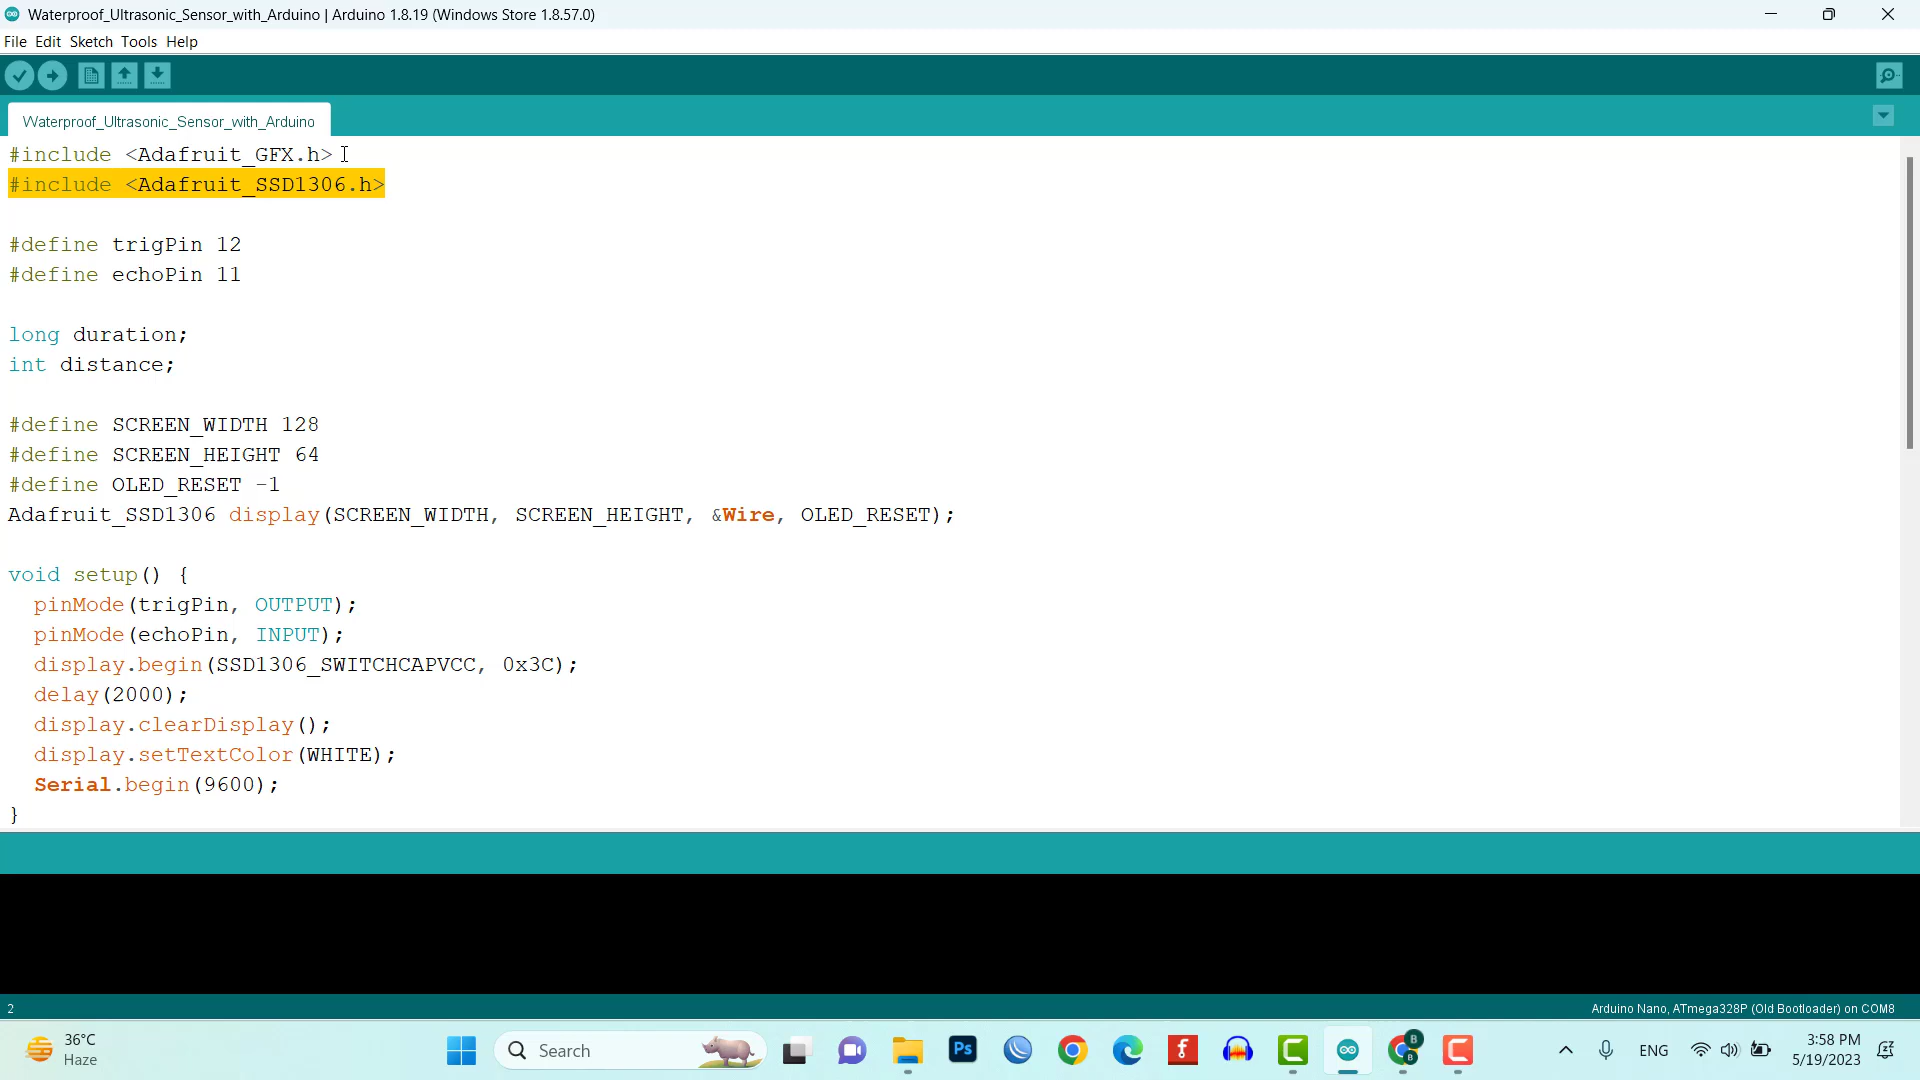 Waterproof_Ultrasonic_Sensor_with_Arduino | Arduino 1.8.19 (Windows Store 1.8.57.0)
File Edit Sketch Tools Help
Waterproof_Ultrasonic_Sensor_with_Arduino
#include <Adafruit_GFX.h>
#include <Adafruit_SSD1306.h>
#define trigPin 12
#define echoPin 11
long duration;
int distance;
#define SCREEN_WIDTH 128
#define SCREEN_HEIGHT 64
#define OLED_RESET -1
Adafruit_SSD1306 display(SCREEN_WIDTH, SCREEN_HEIGHT, &Wire, OLED_RESET);
void setup() {
pinMode(trigPin, OUTPUT);
pinMode(echoPin, INPUT);
display.begin(SSD1306_SWITCHCAPVCC, 0x3C);
delay(2000);
display.clearDisplay();
display.setTextColor(WHITE);
Serial.begin(9600);
}
2
Arduino Nano, ATmega328P (Old Bootloader) on COM8
36°C
Haze
Search
Ps
B
B
ENG
3:58 PM
5/19/2023